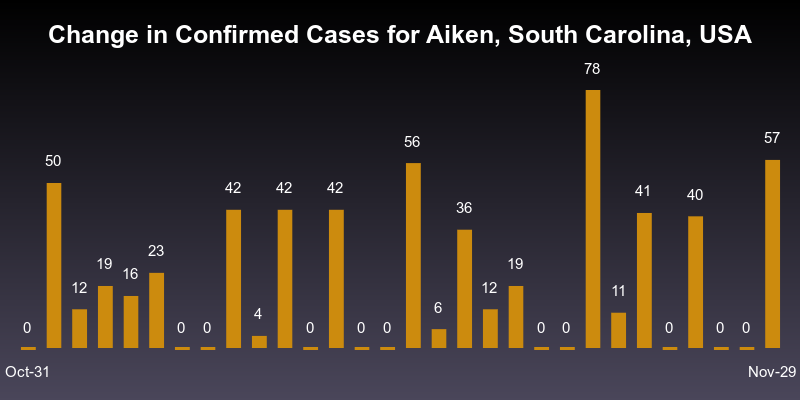 Change in Confirmed Cases for Aiken, South Carolina, USA
0 50 12 19 16 23 0 0 42 4 42 0 42 0 0 56 6 36 12 19 0 0 78 11 41 0 40 0 0 57
Oct-31 Nov-29